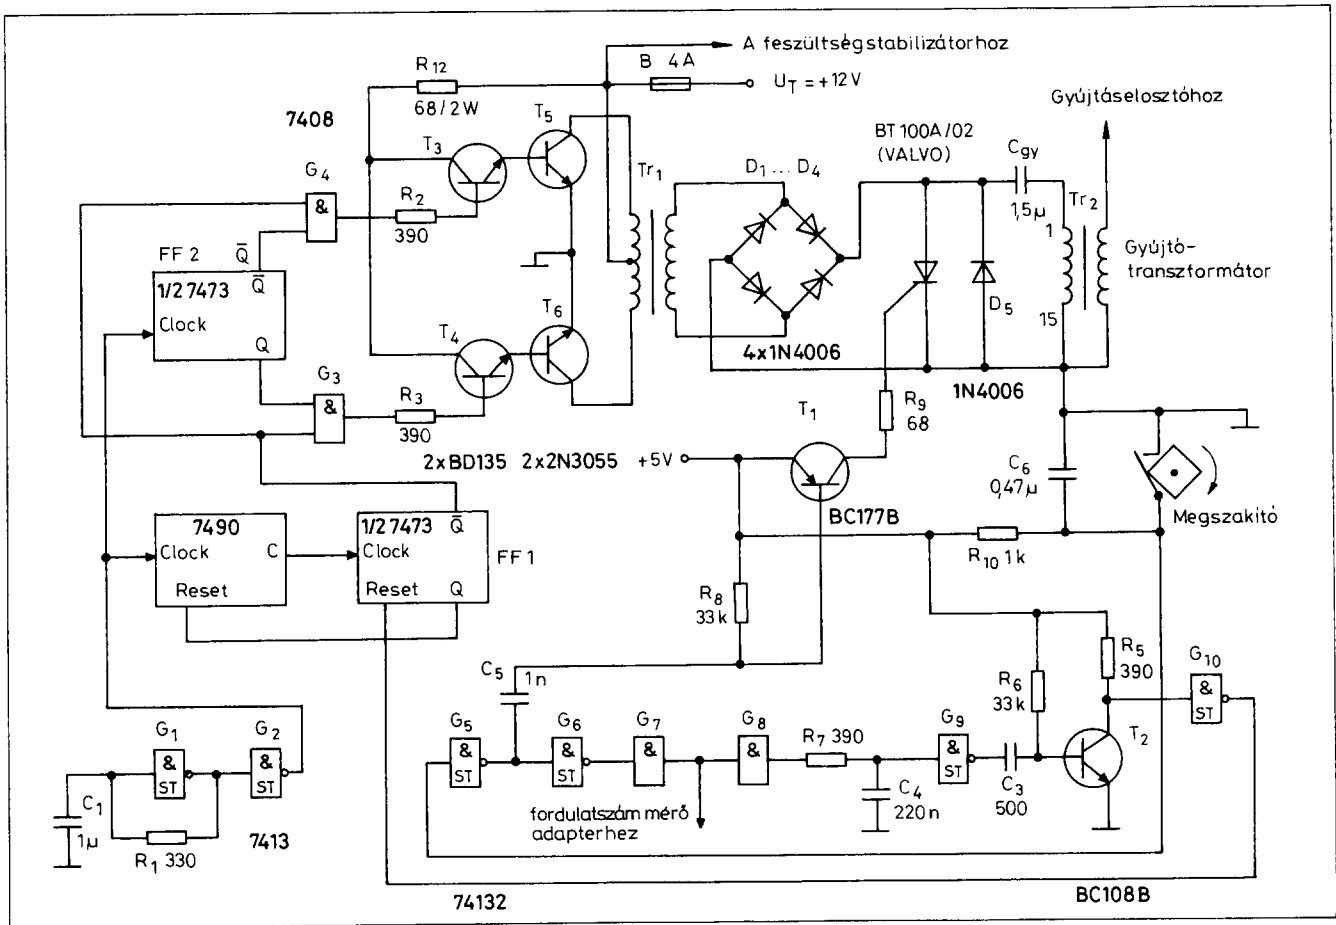 A feszültségstabilizátorhoz
B 4A
U_T = +12V
R12
68/2W
7408
T5
T3
G4
&
R2
390
Tr1
D1 ... D4
BT 100A/02
(VALVO)
Gyújtáselosztóhoz
Cgy
1,5µ
Tr2
1
15
Gyújtó-
transzformátor
FF 2
Q̅
1/2 7473
Q̅
Clock
Q
T4
T6
4x1N4006
D5
1N4006
G3
&
R3
390
T1
R9
68
2xBD135
2x2N3055
+5V
BC177B
C6
0,47µ
Megszakító
7490
Clock
C
Reset
1/2 7473
Q̅
Clock
Reset
Q
FF 1
R10 1k
R8
33k
C5
1n
R6
33k
R5
390
G10
&
ST
G1
&
ST
G2
&
ST
G5
&
ST
G6
&
ST
G7
&
G8
&
R7 390
G9
&
ST
T2
C1
1µ
R1 330
7413
fordulatszám mérő
adapterhez
C4
220n
C3
500
74132
BC108B